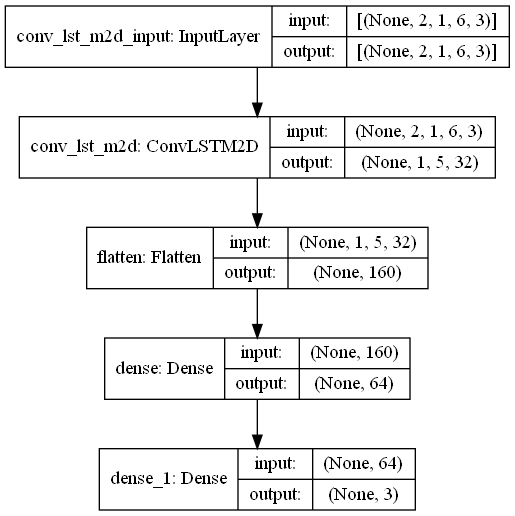 conv_lst_m2d_input: InputLayer
input: [(None, 2, 1, 6, 3)]
output: [(None, 2, 1, 6, 3)]
conv_lst_m2d: ConvLSTM2D
input: (None, 2, 1, 6, 3)
output: (None, 1, 5, 32)
flatten: Flatten
input: (None, 1, 5, 32)
output: (None, 160)
dense: Dense
input: (None, 160)
output: (None, 64)
dense_1: Dense
input: (None, 64)
output: (None, 3)